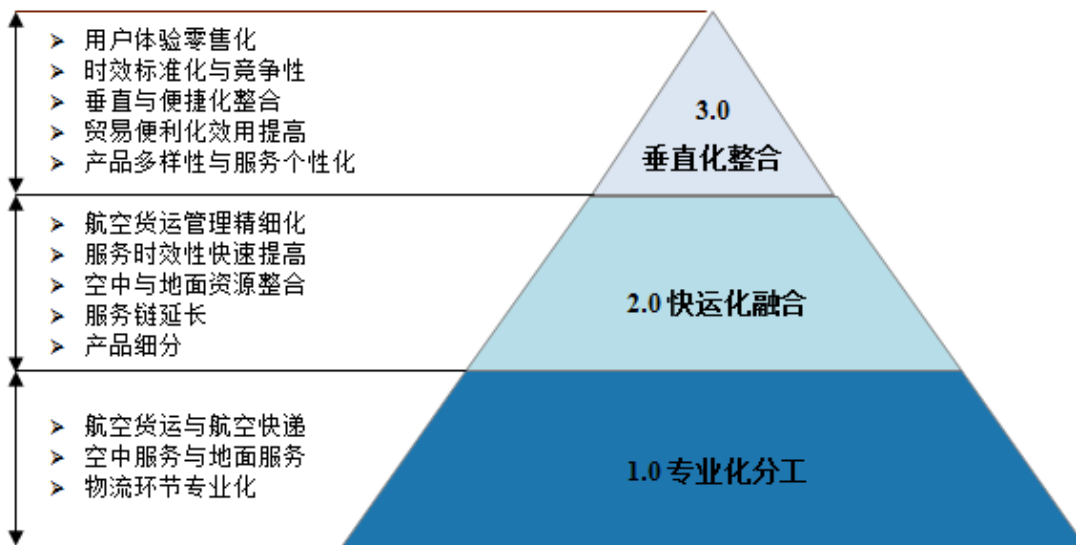 ➤ 用户体验零售化
➤ 时效标准化与竞争性
➤ 垂直与便捷化整合
➤ 贸易便利化效用提高
➤ 产品多样性与服务个性化
3.0
垂直化整合
➤ 航空货运管理精细化
➤ 服务时效性快速提高
➤ 空中与地面资源整合
➤ 服务链延长
➤ 产品细分
2.0 快运化融合
➤ 航空货运与航空快递
➤ 空中服务与地面服务
➤ 物流环节专业化
1.0 专业化分工